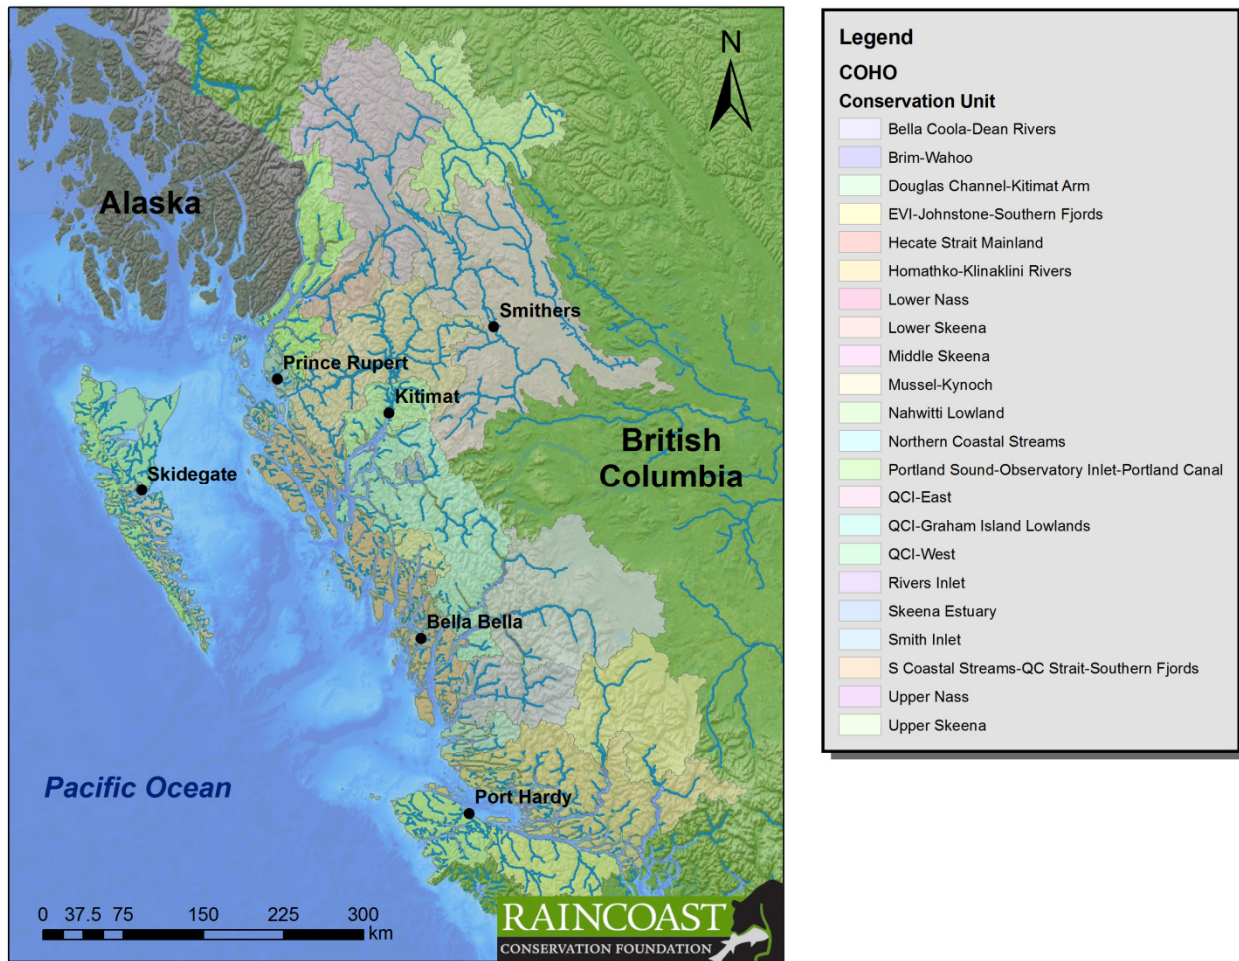 N
Alaska
Smithers
Prince Rupert
Kitimat
British
Columbia
Skidegate
Bella Bella
Pacific Ocean
Port Hardy
0 37.5 75 150 225 300
km
RAINCOAST
CONSERVATION FOUNDATION
Legend
COHO
Conservation Unit
Bella Coola-Dean Rivers
Brim-Wahoo
Douglas Channel-Kitimat Arm
EVI-Johnstone-Southern Fjords
Hecate Strait Mainland
Homathko-Klinaklini Rivers
Lower Nass
Lower Skeena
Middle Skeena
Mussel-Kynoch
Nahwitti Lowland
Northern Coastal Streams
Portland Sound-Observatory Inlet-Portland Canal
QCI-East
QCI-Graham Island Lowlands
QCI-West
Rivers Inlet
Skeena Estuary
Smith Inlet
S Coastal Streams-QC Strait-Southern Fjords
Upper Nass
Upper Skeena